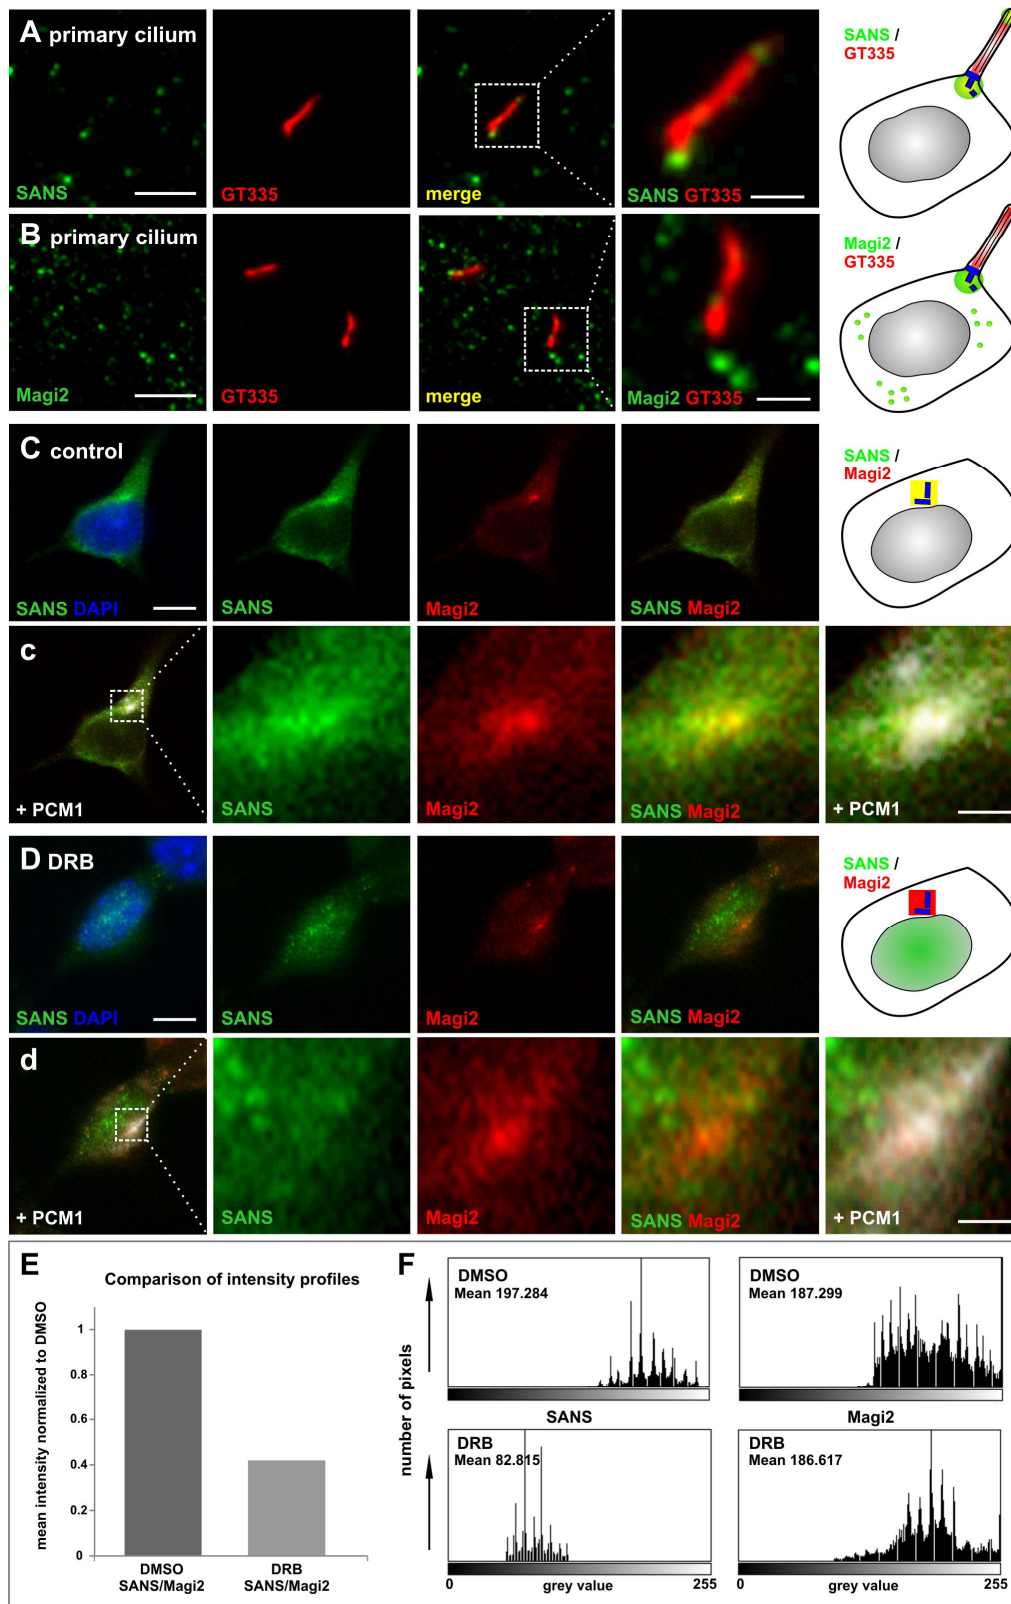 A primary cilium
SANS
GT335
merge
SANS GT335
SANS /
GT335
B primary cilium
Magi2
GT335
merge
Magi2 GT335
Magi2 /
GT335
C control
SANS DAPI
SANS
Magi2
SANS Magi2
SANS /
Magi2
c
+ PCM1
SANS
Magi2
SANS Magi2
+ PCM1
D DRB
SANS DAPI
SANS
Magi2
SANS Magi2
SANS /
Magi2
d
+ PCM1
SANS
Magi2
SANS Magi2
+ PCM1
E
Comparison of intensity profiles
mean intensity normalized to DMSO
1
0.8
0.6
0.4
0.2
0
DMSO
SANS/Magi2
DRB
SANS/Magi2
F
number of pixels
DMSO
Mean 197.284
DMSO
Mean 187.299
SANS
Magi2
DRB
Mean 82.815
DRB
Mean 186.617
0
grey value
255
0
grey value
255